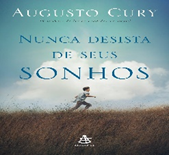 AUGUSTO CURY
NUNCA DESISTA
DE SEUS
SONHOS